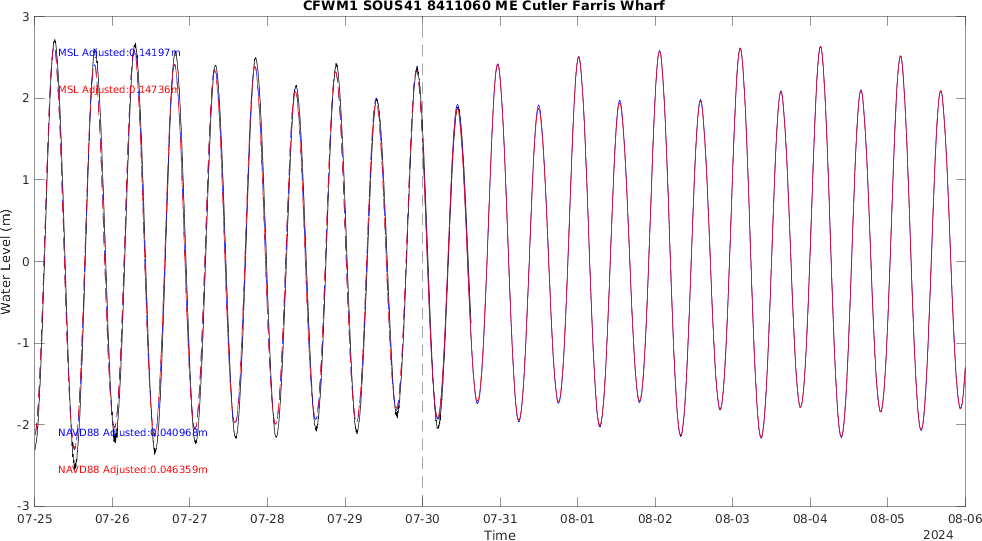 CFWM1 SOUS41 8411060 ME Cutler Farris Wharf
3
MSL Adjusted:0.14197m
MSL Adjusted:0.14736m
2
1
Water Level (m)
0
-1
-2
NAVD88 Adjusted:0.040968m
NAVD88 Adjusted:0.046359m
-3
07-25 07-26 07-27 07-28 07-29 07-30 07-31 08-01 08-02 08-03 08-04 08-05 08-06
Time
2024